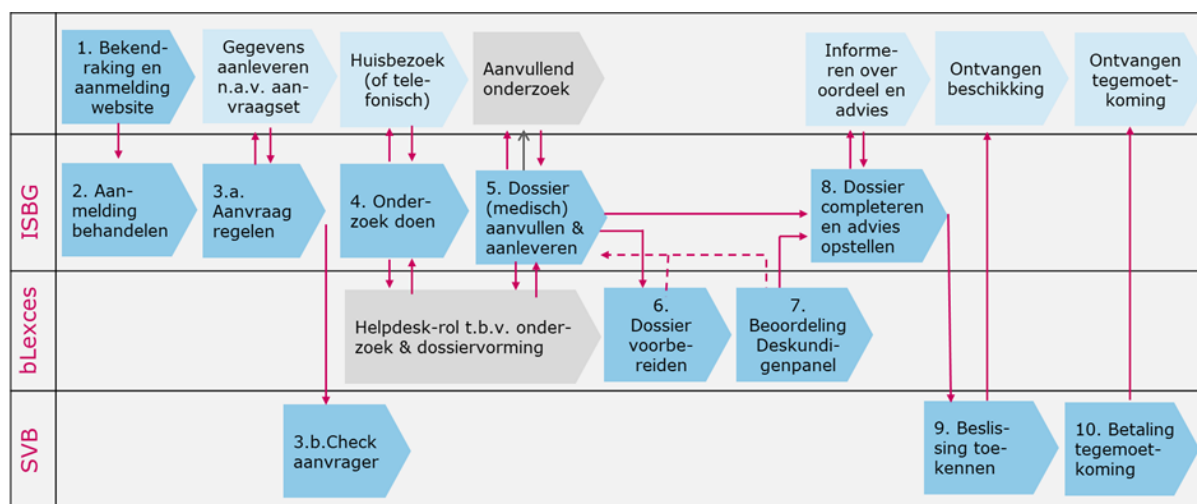 1. Bekend-
raking en
aanmelding
website
Gegevens
aanleveren
n.a.v. aan-
vraagset
Huisbezoek
(of tele-
fonisch)
Aanvullend
onderzoek
Informe-
ren over
oordeel en
advies
Ontvangen
beschikking
Ontvangen
tegemoet-
koming
ISBG
2. Aan-
melding
behandelen
3.a.
Aanvraag
regelen
4. Onder-
zoek doen
5. Dossier
(medisch)
aanvullen &
aanleveren
8. Dossier
completeren
en advies
opstellen
bLexces
Helpdesk-rol t.b.v. onder-
zoek & dossiervorming
6.
Dossier
voorbe-
reiden
7.
Beoordeling
Deskundi-
genpanel
SVB
3.b.Check
aanvrager
9. Beslis-
sing toe-
kennen
10. Betaling
tegemoet-
koming